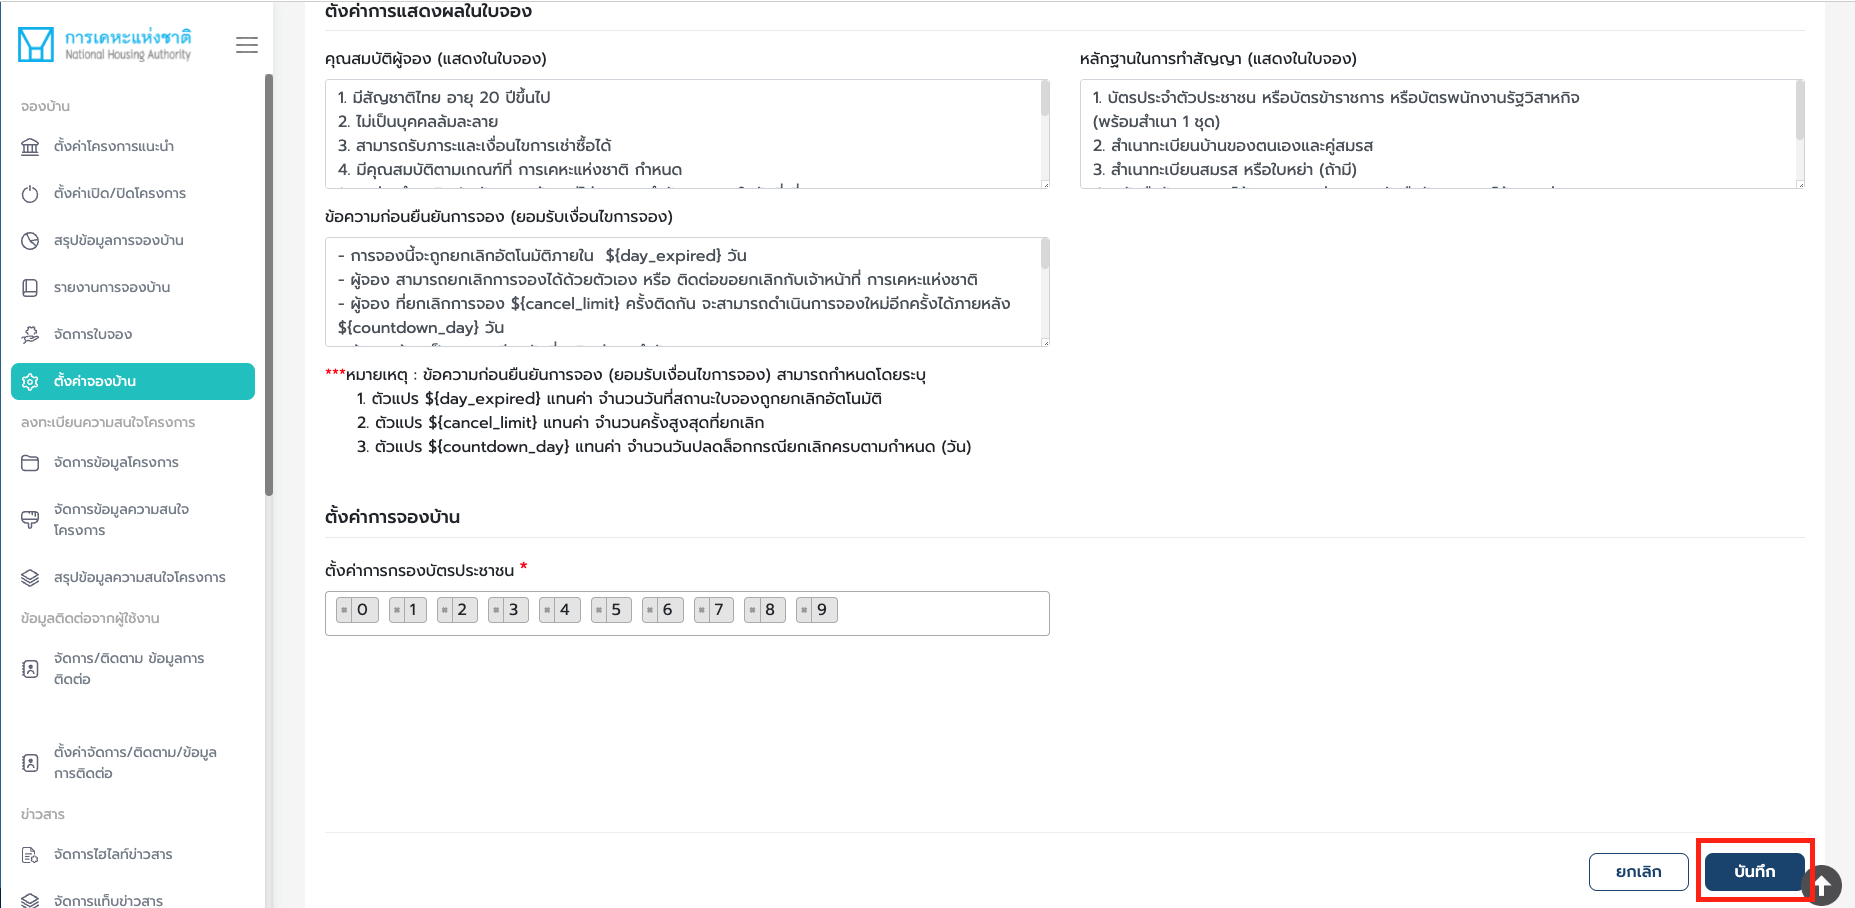 การเคหะแห่งชาติ
National Housing Authority
จองบ้าน
ตั้งค่าโครงการแนะนำ
ตั้งค่าเปิด/ปิดโครงการ
สรุปข้อมูลการจองบ้าน
รายงานการจองบ้าน
จัดการใบจอง
ตั้งค่าจองบ้าน
ลงทะเบียนความสนใจโครงการ
จัดการข้อมูลโครงการ
จัดการข้อมูลความสนใจ
โครงการ
สรุปข้อมูลความสนใจโครงการ
ข้อมูลติดต่อจากผู้ใช้งาน
จัดการ/ติดตาม ข้อมูลการ
ติดต่อ
ตั้งค่าจัดการ/ติดตาม/ข้อมูล
การติดต่อ
ข่าวสาร
จัดการไฮไลท์ข่าวสาร
จัดการแท็บข่าวสาร
ตั้งค่าการแสดงผลในใบจอง
คุณสมบัติผู้จอง (แสดงในใบจอง)
1. มีสัญชาติไทย อายุ 20 ปีขึ้นไป
2. ไม่เป็นบุคคลล้มละลาย
3. สามารถรับภาระและเงื่อนไขการเช่าซื้อได้
4. มีคุณสมบัติตามเกณฑ์ที่ การเคหะแห่งชาติ กำหนด
หลักฐานในการทำสัญญา (แสดงในใบจอง)
1. บัตรประจำตัวประชาชน หรือบัตรข้าราชการ หรือบัตรพนักงานรัฐวิสาหกิจ
(พร้อมสำเนา 1 ชุด)
2. สำเนาทะเบียนบ้านของตนเองและคู่สมรส
3. สำเนาทะเบียนสมรส หรือใบหย่า (ถ้ามี)
ข้อความก่อนยืนยันการจอง (ยอมรับเงื่อนไขการจอง)
- การจองนี้จะถูกยกเลิกอัตโนมัติภายใน ${day_expired} วัน
- ผู้จอง สามารถยกเลิกการจองได้ด้วยตัวเอง หรือ ติดต่อขอยกเลิกกับเจ้าหน้าที่ การเคหะแห่งชาติ
- ผู้จอง ที่ยกเลิกการจอง ${cancel_limit} ครั้งติดกัน จะสามารถดำเนินการจองใหม่อีกครั้งได้ภายหลัง
${countdown_day} วัน
***หมายเหตุ : ข้อความก่อนยืนยันการจอง (ยอมรับเงื่อนไขการจอง) สามารถกำหนดโดยระบุ
1. ตัวแปร ${day_expired} แทนค่า จำนวนวันที่สถานะใบจองถูกยกเลิกอัตโนมัติ
2. ตัวแปร ${cancel_limit} แทนค่า จำนวนครั้งสูงสุดที่ยกเลิก
3. ตัวแปร ${countdown_day} แทนค่า จำนวนวันปลดล็อกกรณียกเลิกครบตามกำหนด (วัน)
ตั้งค่าการจองบ้าน
ตั้งค่าการกรองบัตรประชาชน *
× 0 × 1 × 2 × 3 × 4 × 5 × 6 × 7 × 8 × 9
ยกเลิก
บันทึก